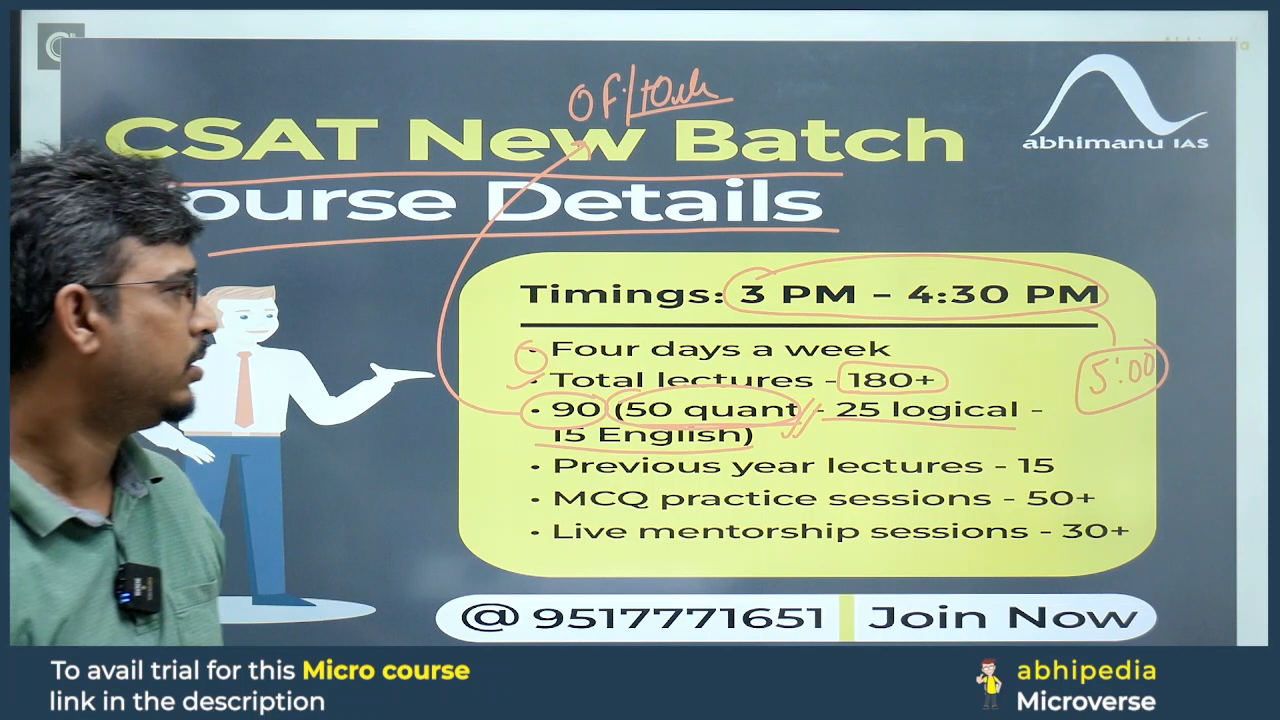 OF/
CSAT New Batch
ourse Details
abhimanu IAS
Timings: 3 PM – 4:30 PM
5:00
• Four days a week
• Total lectures - 180+
• 90 (50 quant - 25 logical -
15 English)
• Previous year lectures - 15
• MCQ practice sessions - 50+
• Live mentorship sessions - 30+
@ 9517771651 Join Now
To avail trial for this Micro course
link in the description
abhipedia
Microverse